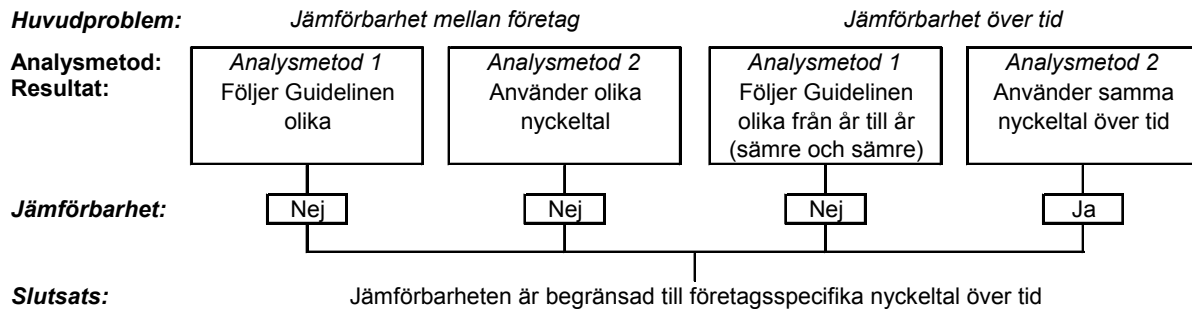 Huvudproblem: Jämförbarhet mellan företag Jämförbarhet över tid
Analysmetod: Analysmetod 1 Analysmetod 2 Analysmetod 1 Analysmetod 2
Resultat: Följer Guidelinen Använder olika Följer Guidelinen Använder samma
olika nyckeltal olika från år till år nyckeltal över tid
(sämre och sämre)
Jämförbarhet: Nej Nej Nej Ja
Slutsats: Jämförbarheten är begränsad till företagsspecifika nyckeltal över tid